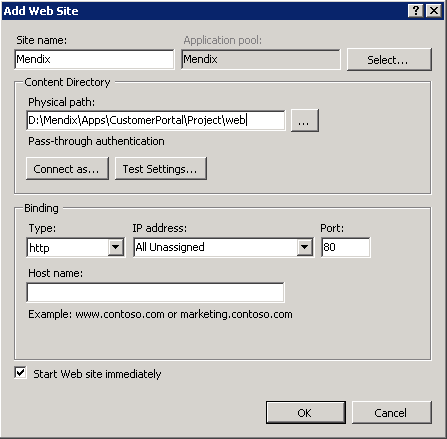 Add Web Site
Site name:
Application pool:
Mendix
Mendix
Select...
Content Directory
Physical path:
D:\Mendix\Apps\CustomerPortal\Project\web
...
Pass-through authentication
Connect as...
Test Settings...
Binding
Type:
IP address:
Port:
http
All Unassigned
80
Host name:
Example: www.contoso.com or marketing.contoso.com
Start Web site immediately
OK
Cancel